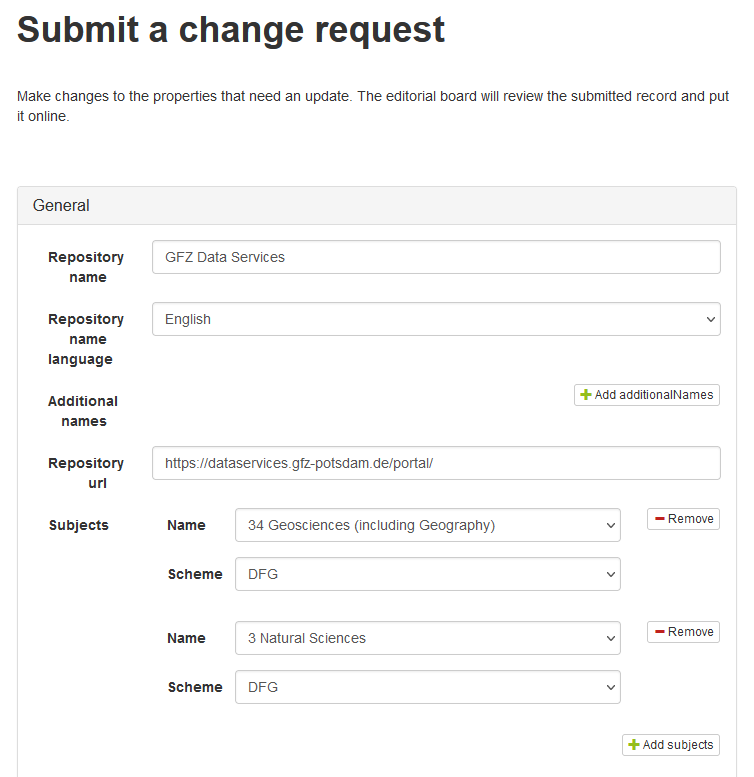 Submit a change request
Make changes to the properties that need an update. The editorial board will review the submitted record and put
it online.
General
Repository
name
GFZ Data Services
Repository
name
language
English
Additional
names
Add additionalNames
Repository
url
https://dataservices.gfz-potsdam.de/portal/
Subjects
Name
34 Geosciences (including Geography)
Remove
Scheme
DFG
Name
3 Natural Sciences
Remove
Scheme
DFG
Add subjects